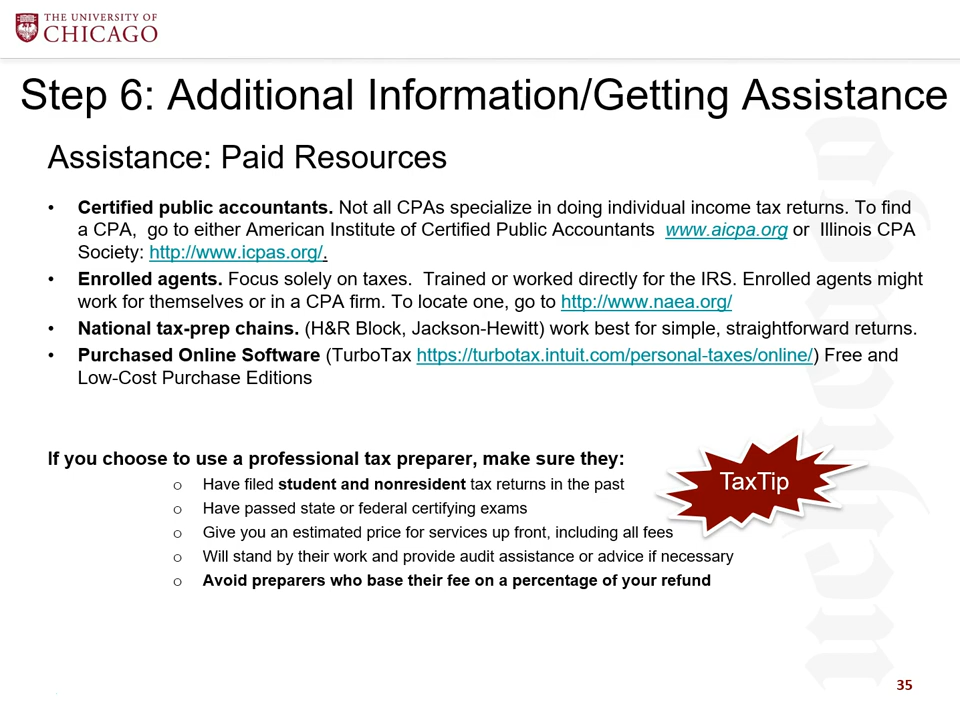 THE UNIVERSITY OF
CHICAGO
Step 6: Additional Information/Getting Assistance
Assistance: Paid Resources
• Certified public accountants. Not all CPAs specialize in doing individual income tax returns. To find
a CPA, go to either American Institute of Certified Public Accountants www.aicpa.org or Illinois CPA
Society: http://www.icpas.org/.
• Enrolled agents. Focus solely on taxes. Trained or worked directly for the IRS. Enrolled agents might
work for themselves or in a CPA firm. To locate one, go to http://www.naea.org/
• National tax-prep chains. (H&R Block, Jackson-Hewitt) work best for simple, straightforward returns.
• Purchased Online Software (TurboTax https://turbotax.intuit.com/personal-taxes/online/) Free and
Low-Cost Purchase Editions
If you choose to use a professional tax preparer, make sure they:
TaxTip
o Have filed student and nonresident tax returns in the past
o Have passed state or federal certifying exams
o Give you an estimated price for services up front, including all fees
o Will stand by their work and provide audit assistance or advice if necessary
o Avoid preparers who base their fee on a percentage of your refund
uchicago
35